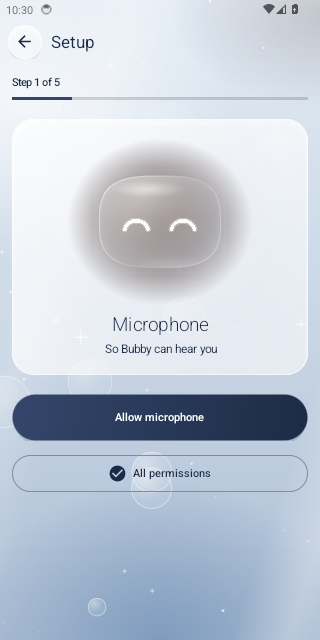 10:30
Setup
Step 1 of 5
Microphone
So Bubby can hear you
Allow microphone
All permissions